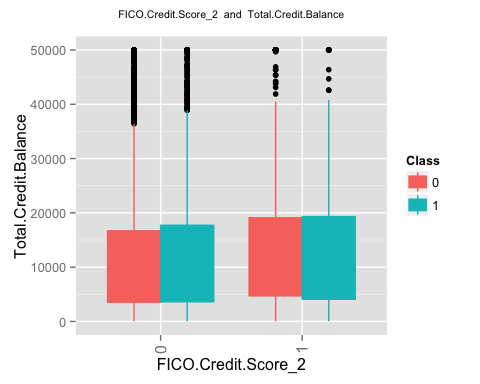 FICO.Credit.Score_2 and Total.Credit.Balance
Total.Credit.Balance
50000
40000
30000
20000
10000
0
0
1
FICO.Credit.Score_2
Class
0
1